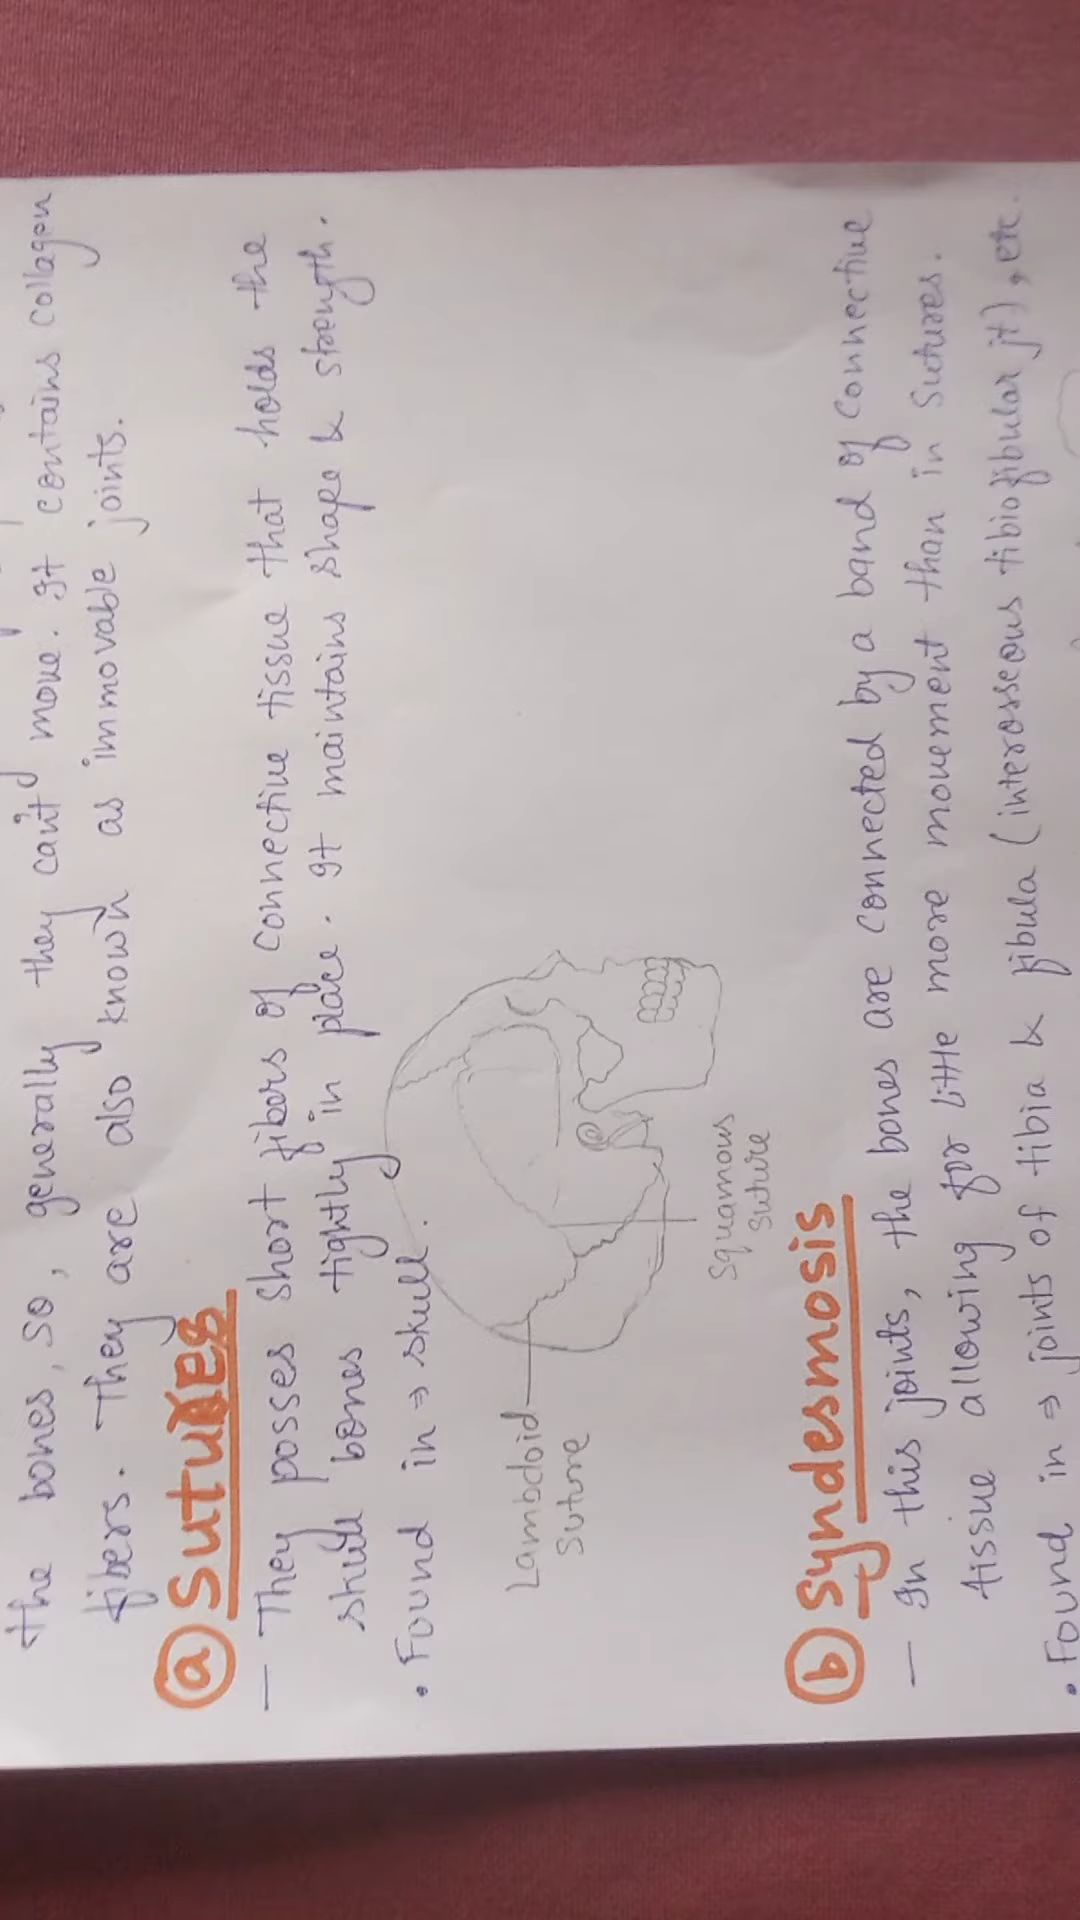 the bones, so, generally they can't move. It contains collagen
fibers. They are also known as immovable joints.
a Sutures
— They posses short fibers of connective tissue that holds the
skull bones tightly in place. It maintains shape & strength.
• Found in ⇒ skull.
Lambdoid
suture
Squamous
suture
b Syndesmosis
— In this joints, the bones are connected by a band of connective
tissue allowing for little more movement than in sutures.
• Found in ⇒ joints of tibia & fibula (interosseous tibiofibular jt), etc.